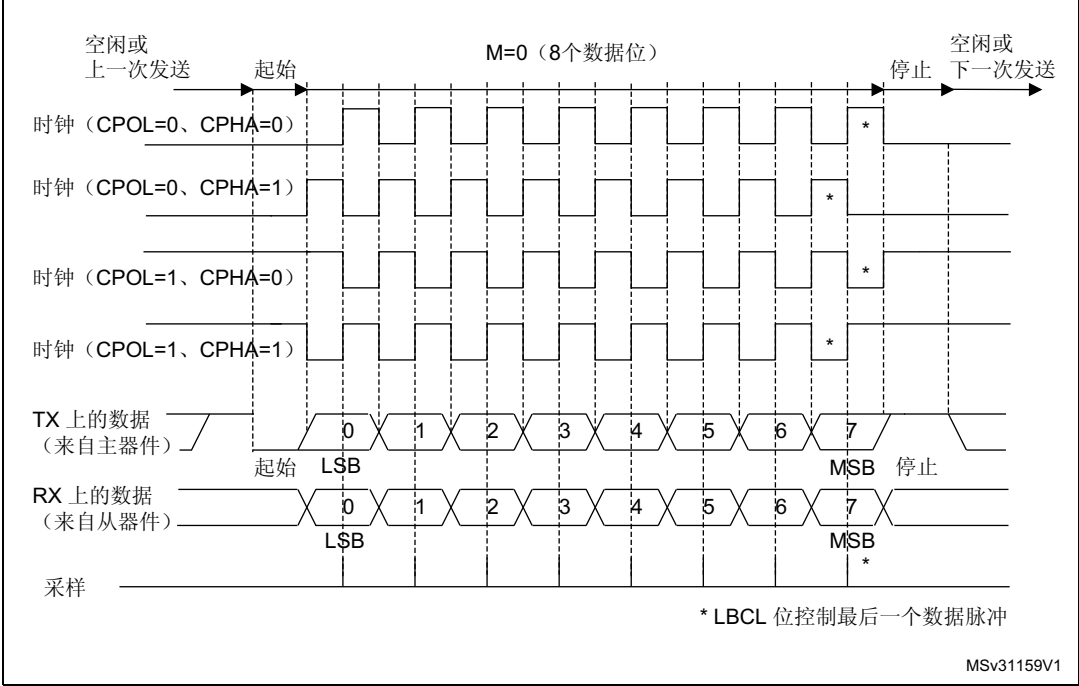 空闲或
上一次发送
起始
M=0（8个数据位）
停止
空闲或
下一次发送
时钟（CPOL=0、CPHA=0）
*
时钟（CPOL=0、CPHA=1）
*
时钟（CPOL=1、CPHA=0）
*
时钟（CPOL=1、CPHA=1）
*
TX 上的数据
（来自主器件）
0 1 2 3 4 5 6 7
起始 LSB MSB 停止
RX 上的数据
（来自从器件）
0 1 2 3 4 5 6 7
LSB MSB
*
采样
* LBCL 位控制最后一个数据脉冲
MSv31159V1